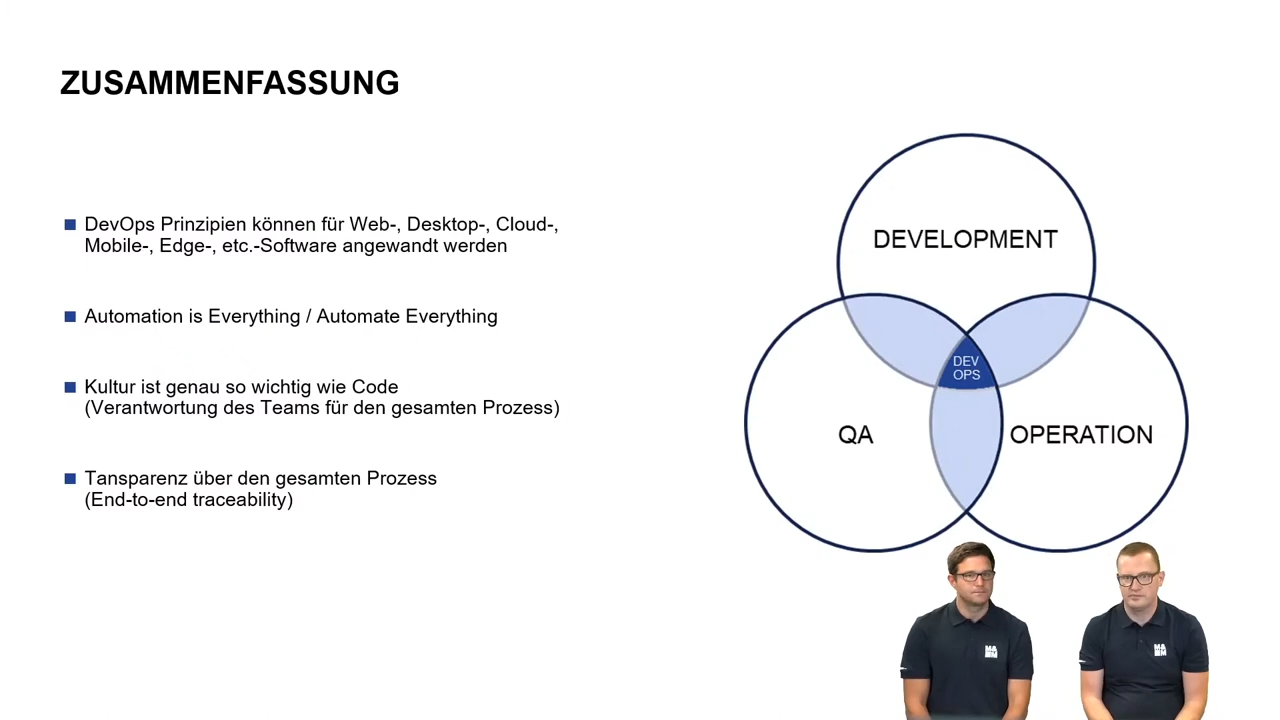 ZUSAMMENFASSUNG
DevOps Prinzipien können für Web-, Desktop-, Cloud-,
Mobile-, Edge-, etc.-Software angewandt werden
Automation is Everything / Automate Everything
Kultur ist genau so wichtig wie Code
(Verantwortung des Teams für den gesamten Prozess)
Tansparenz über den gesamten Prozess
(End-to-end traceability)
DEVELOPMENT
DEV
OPS
QA
OPERATION